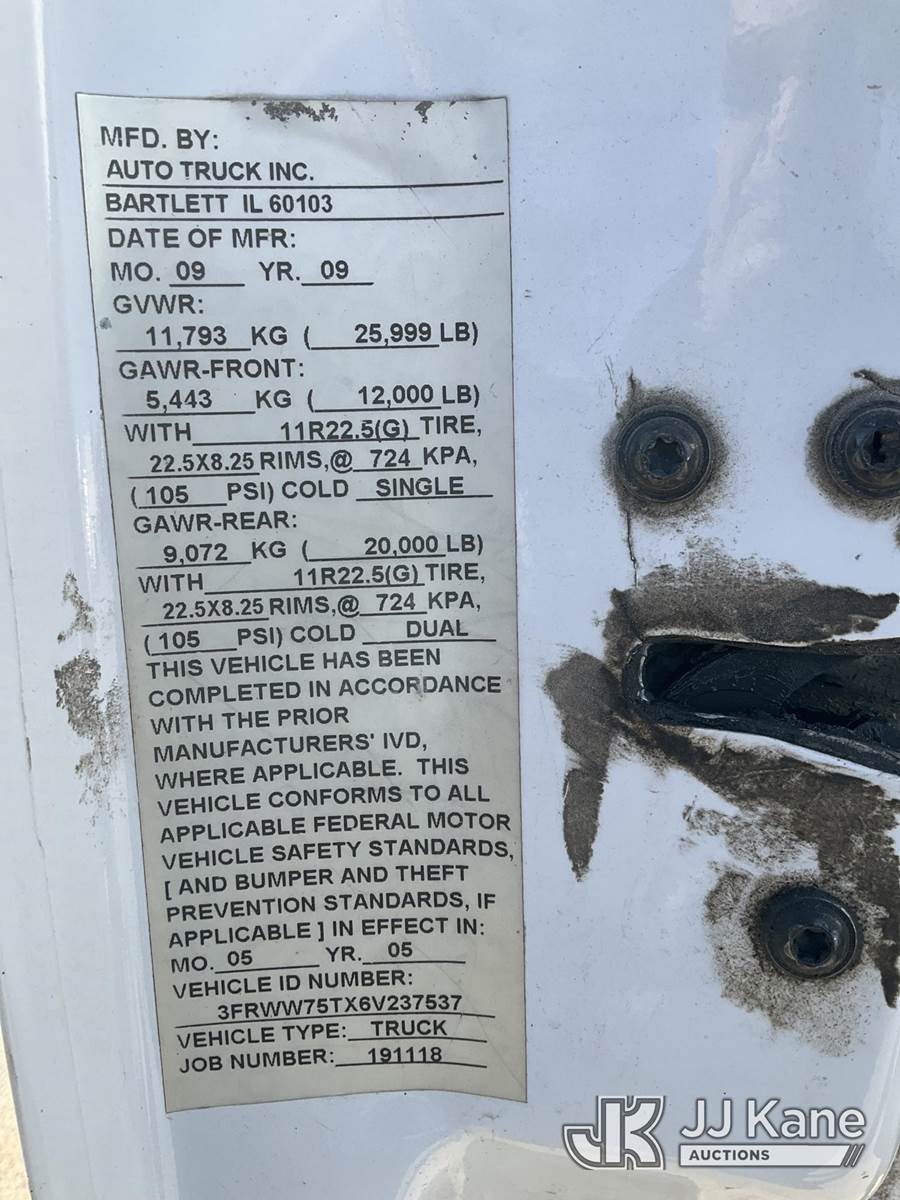 MFD. BY:
AUTO TRUCK INC.
BARTLETT IL 60103
DATE OF MFR:
MO. 09 YR. 09
GVWR:
11,793 KG ( 25,999 LB)
GAWR-FRONT:
5,443 KG ( 12,000 LB)
WITH 11R22.5(G) TIRE,
22.5X8.25 RIMS,@ 724 KPA,
(105 PSI) COLD SINGLE
GAWR-REAR:
9,072 KG ( 20,000 LB)
WITH 11R22.5(G) TIRE,
22.5X8.25 RIMS,@ 724 KPA,
(105 PSI) COLD DUAL
THIS VEHICLE HAS BEEN
COMPLETED IN ACCORDANCE
WITH THE PRIOR
MANUFACTURERS' IVD,
WHERE APPLICABLE. THIS
VEHICLE CONFORMS TO ALL
APPLICABLE FEDERAL MOTOR
VEHICLE SAFETY STANDARDS,
[ AND BUMPER AND THEFT
PREVENTION STANDARDS, IF
APPLICABLE ] IN EFFECT IN:
MO. 05 YR. 05
VEHICLE ID NUMBER:
3FRWW75TX6V237537
VEHICLE TYPE: TRUCK
JOB NUMBER: 191118
JK JJ Kane
AUCTIONS